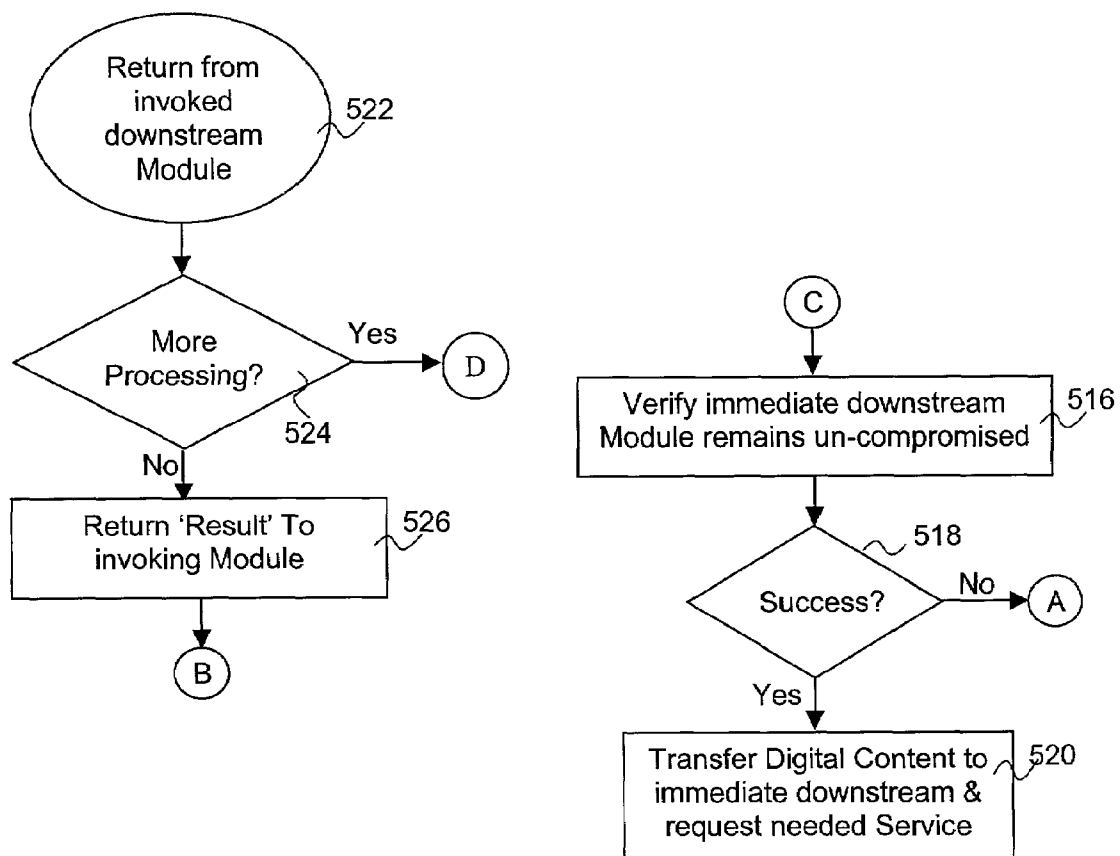 Return from
invoked
downstream
Module
522
More
Processing?
524
Yes
D
No
Return ‘Result’ To
invoking Module
526
B
C
Verify immediate downstream
Module remains un-compromised
516
518
Success?
No
A
Yes
Transfer Digital Content to
immediate downstream &
request needed Service
520